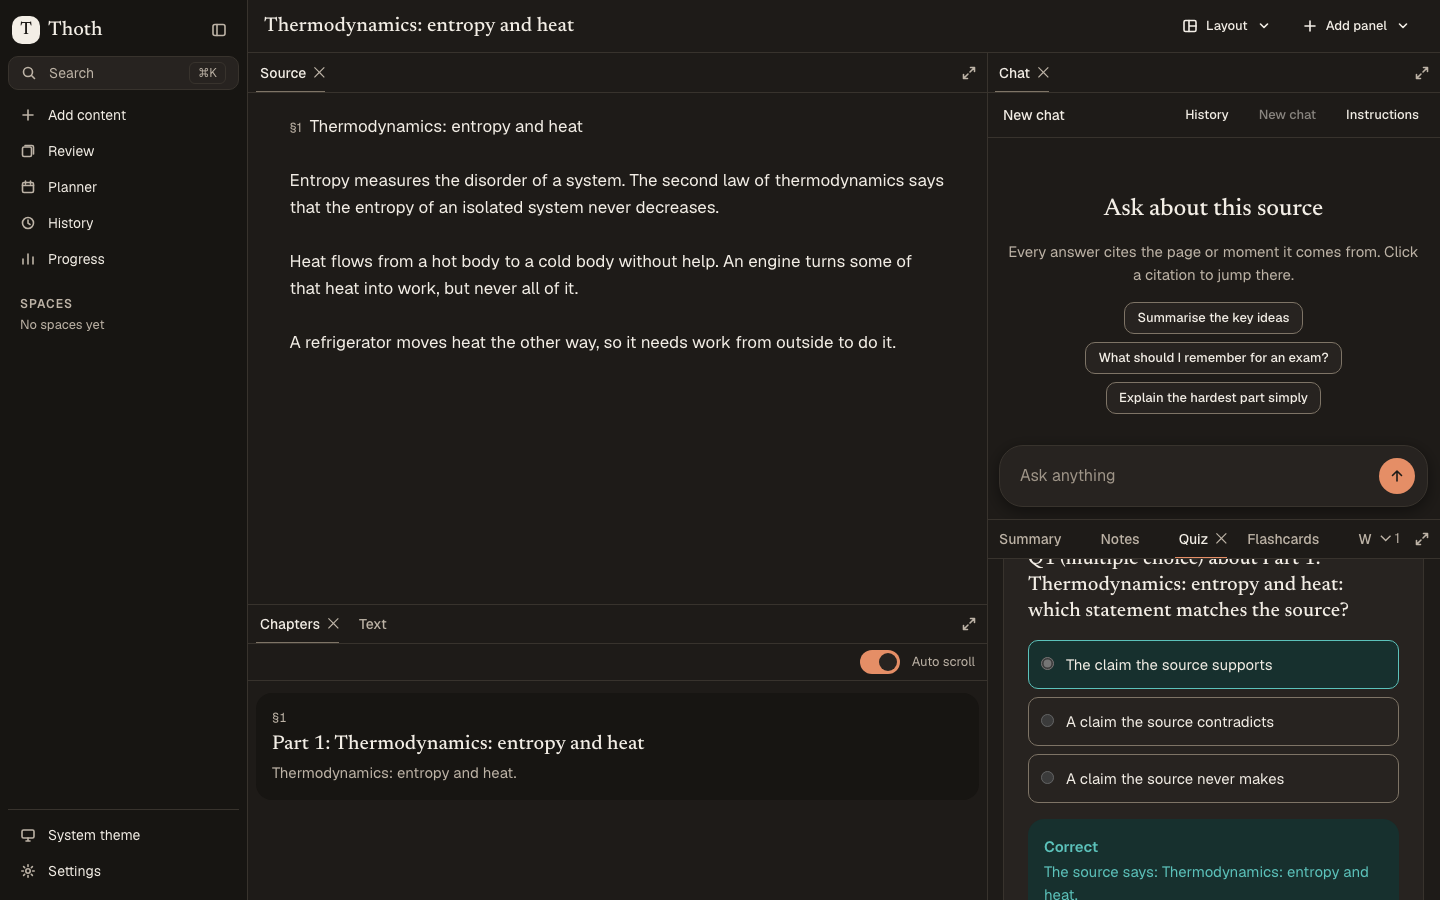 T Thoth
Search ⌘K
Add content
Review
Planner
History
Progress
SPACES
No spaces yet
System theme
Settings
Thermodynamics: entropy and heat
Layout
Add panel
Source
§1 Thermodynamics: entropy and heat
Entropy measures the disorder of a system. The second law of thermodynamics says
that the entropy of an isolated system never decreases.
Heat flows from a hot body to a cold body without help. An engine turns some of
that heat into work, but never all of it.
A refrigerator moves heat the other way, so it needs work from outside to do it.
Chapters Text
Auto scroll
§1
Part 1: Thermodynamics: entropy and heat
Thermodynamics: entropy and heat.
Chat
New chat History New chat Instructions
Ask about this source
Every answer cites the page or moment it comes from. Click
a citation to jump there.
Summarise the key ideas
What should I remember for an exam?
Explain the hardest part simply
Ask anything
Summary Notes Quiz Flashcards W 1
Q1 (multiple choice) about Part 1:
Thermodynamics: entropy and heat:
which statement matches the source?
The claim the source supports
A claim the source contradicts
A claim the source never makes
Correct
The source says: Thermodynamics: entropy and
heat.